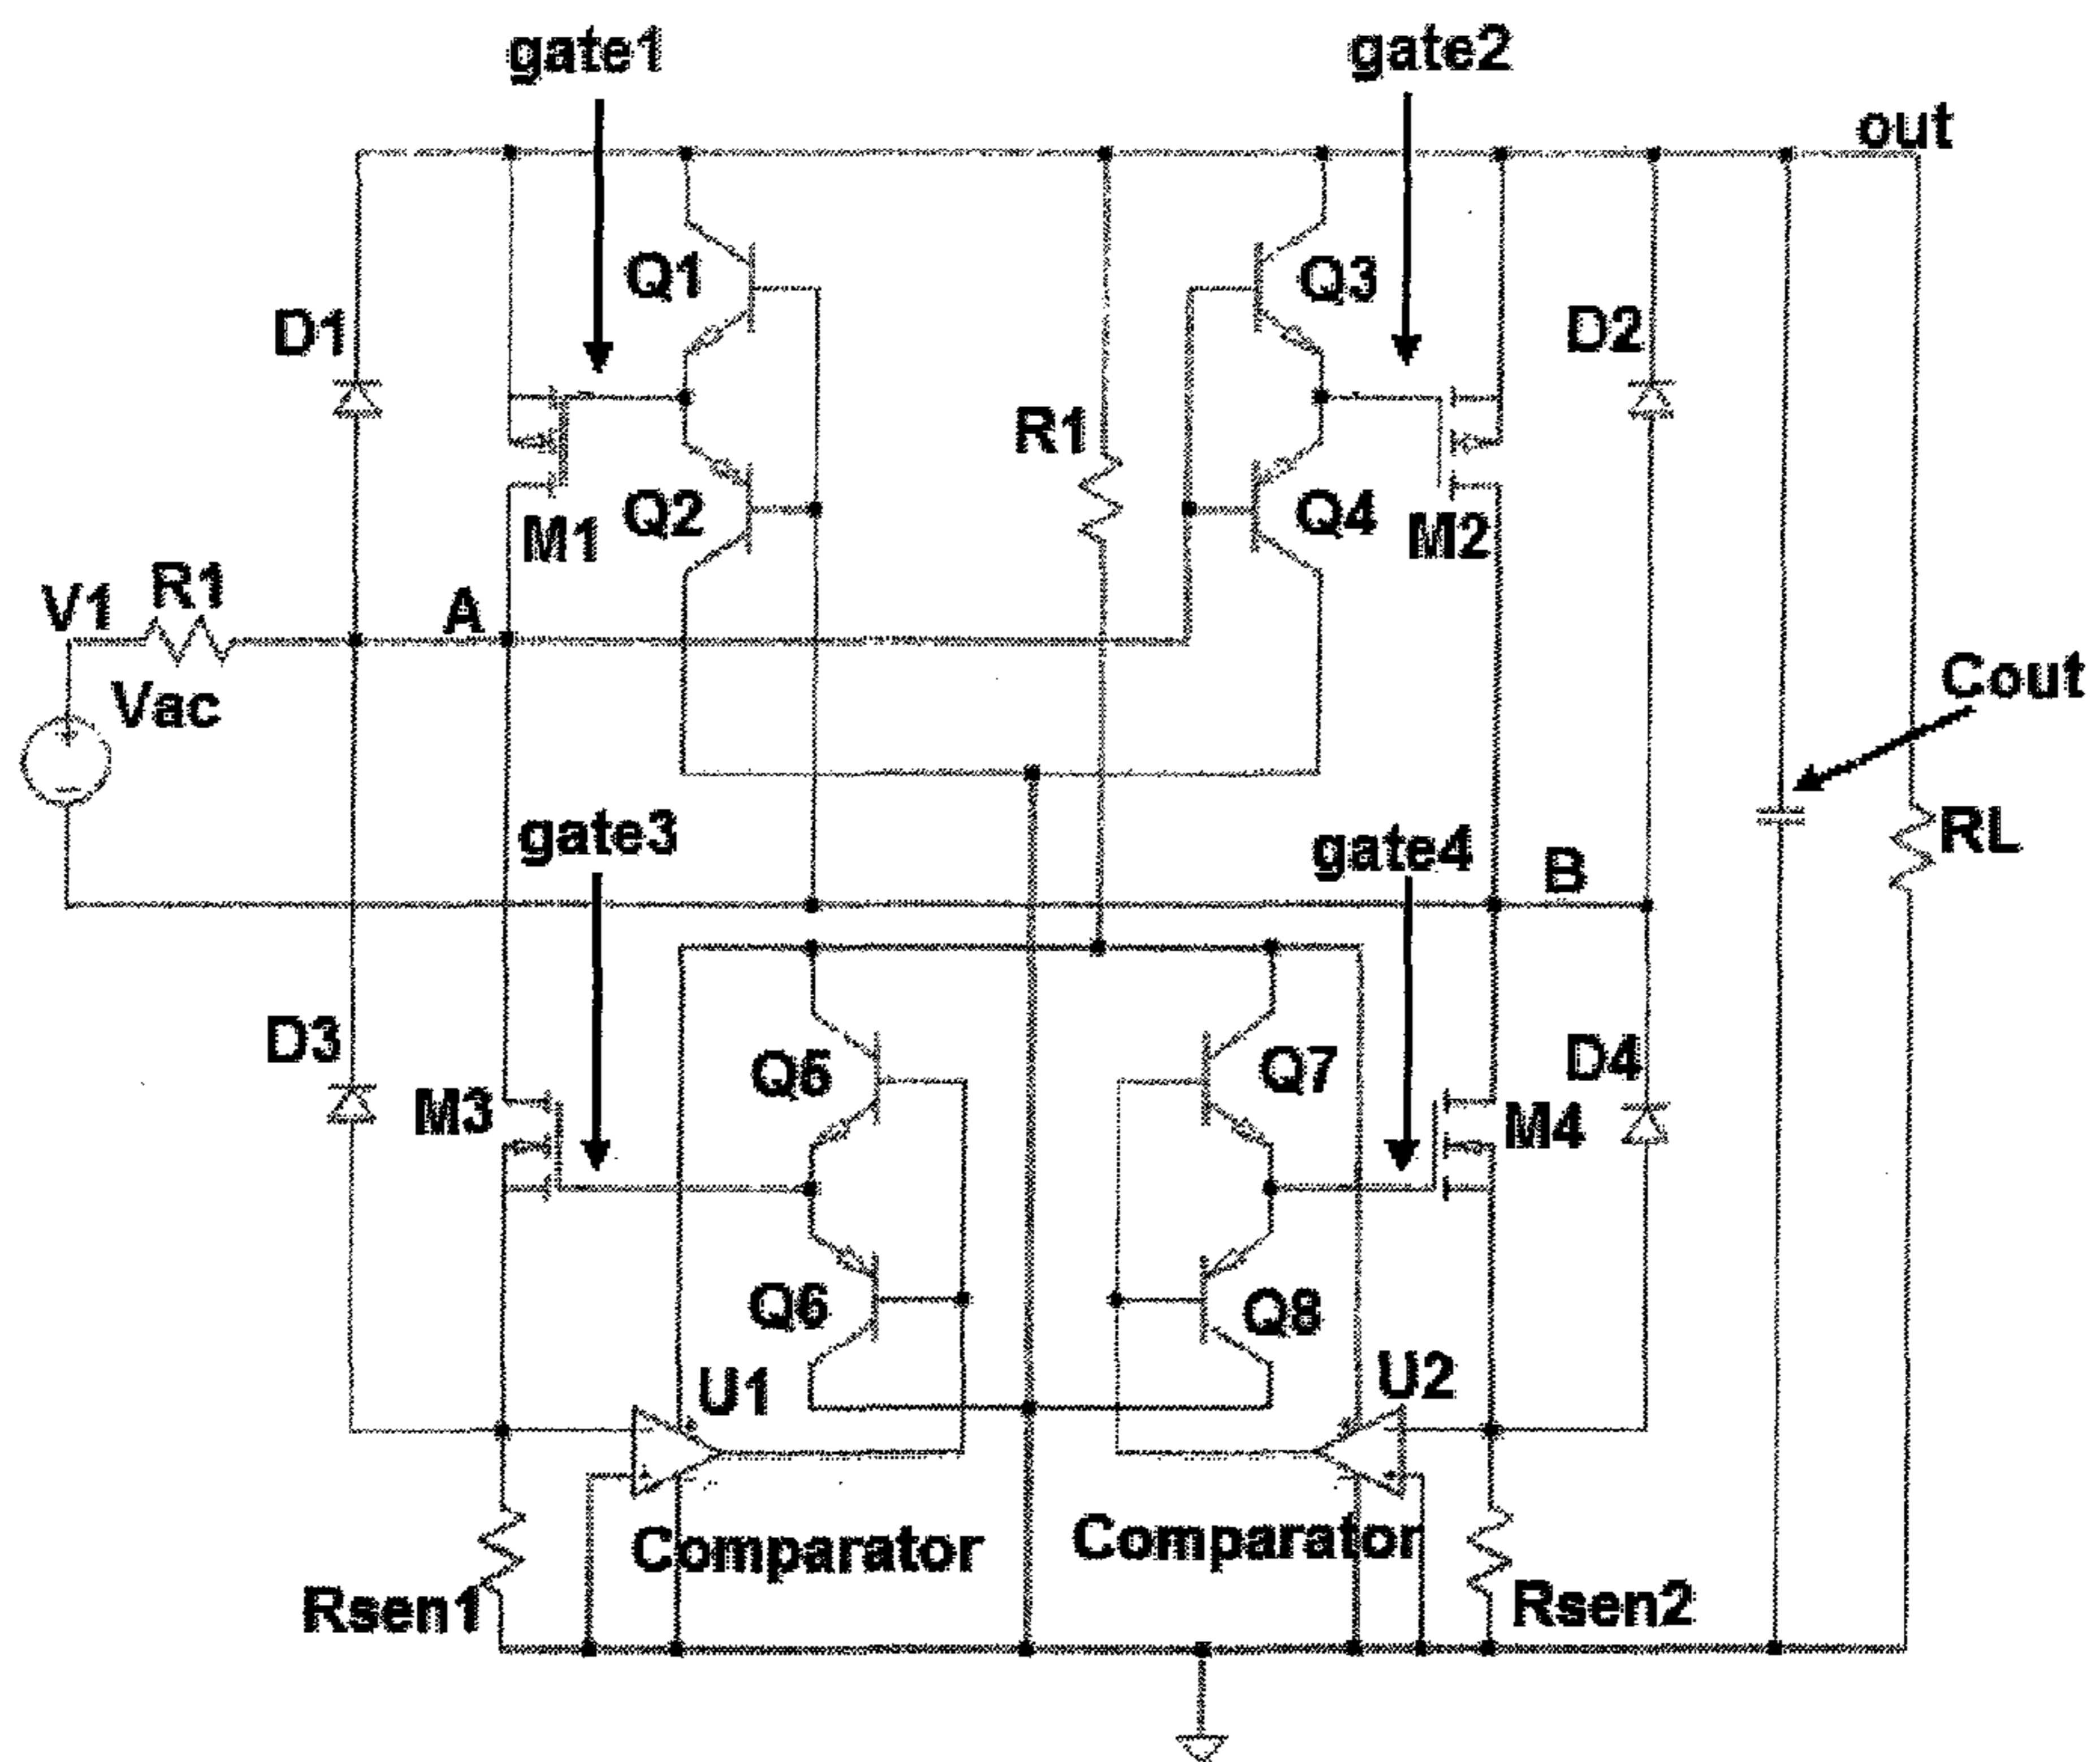 gate1
gate2
out
Q1
Q3
D1
D2
R1
Q2
Q4
M1
M2
V1
R1
A
Vac
Cout
gate3
gate4
RL
B
D3
Q5
Q7
D4
M3
M4
Q6
Q8
U1
U2
Comparator
Comparator
Rsen1
Rsen2